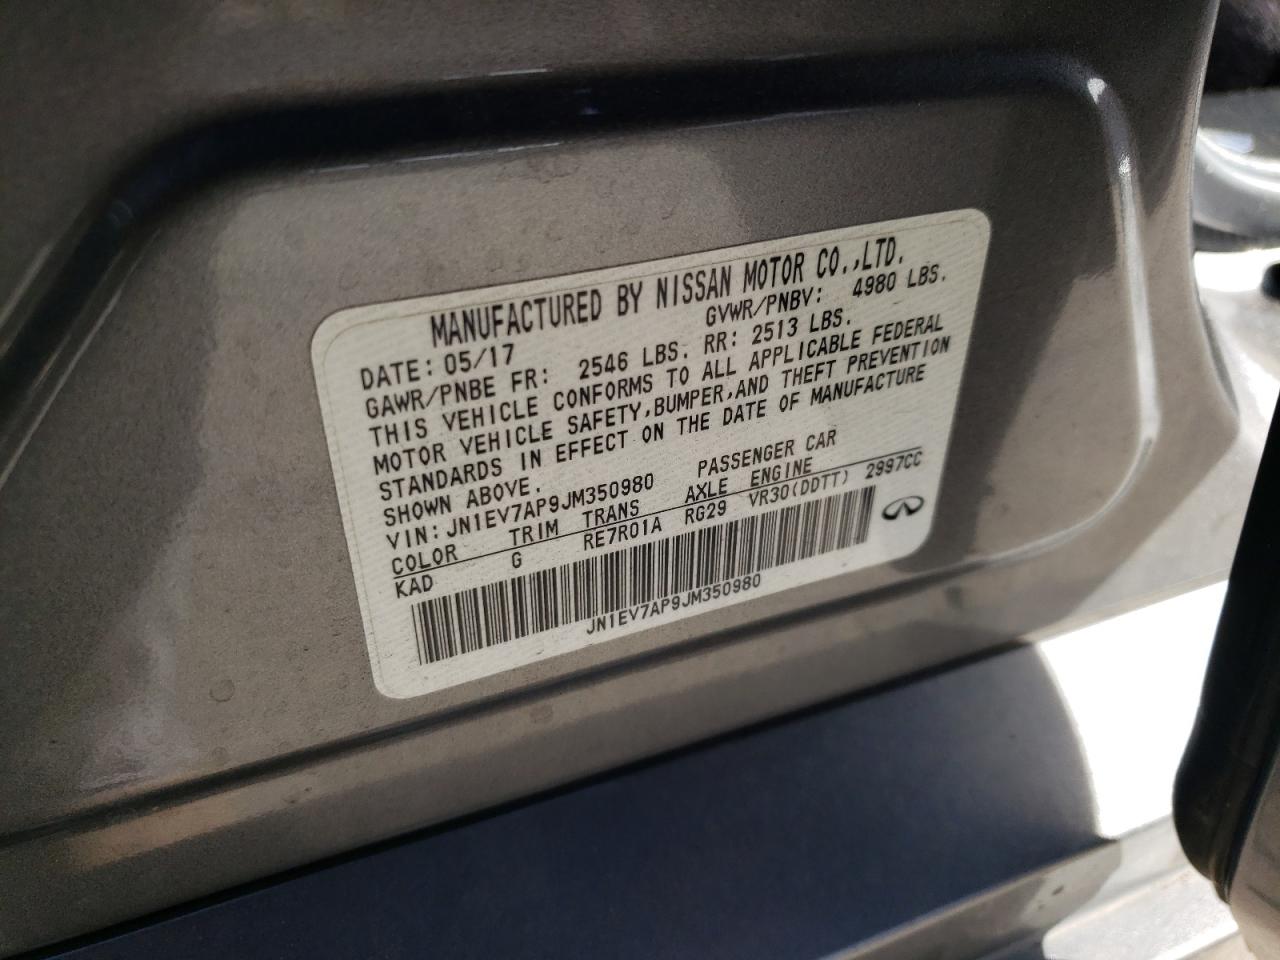 MANUFACTURED BY NISSAN MOTOR CO.,LTD.
DATE: 05/17 GVWR/PNBV: 4980 LBS.
GAWR/PNBE FR: 2546 LBS. RR: 2513 LBS.
THIS VEHICLE CONFORMS TO ALL APPLICABLE FEDERAL
MOTOR VEHICLE SAFETY,BUMPER,AND THEFT PREVENTION
STANDARDS IN EFFECT ON THE DATE OF MANUFACTURE
SHOWN ABOVE.
VIN: JN1EV7AP9JM350980 PASSENGER CAR
COLOR TRIM TRANS AXLE ENGINE
KAD G RE7R01A RG29 VR30(DDTT) 2997CC
JN1EV7AP9JM350980